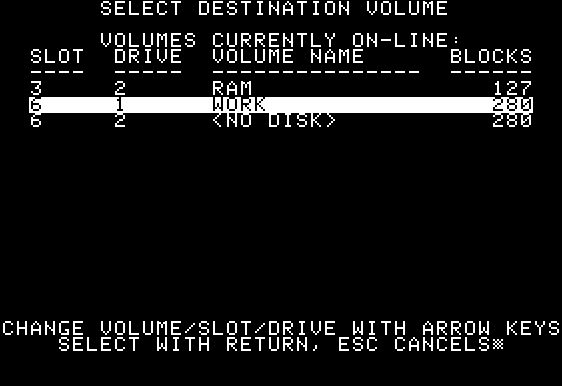 SELECT DESTINATION VOLUME
VOLUMES CURRENTLY ON-LINE:
SLOT DRIVE VOLUME NAME BLOCKS
---- ----- --------------- ------
3 2 RAM 127
6 1 WORK 280
6 2 <NO DISK> 280
CHANGE VOLUME/SLOT/DRIVE WITH ARROW KEYS
SELECT WITH RETURN, ESC CANCELS